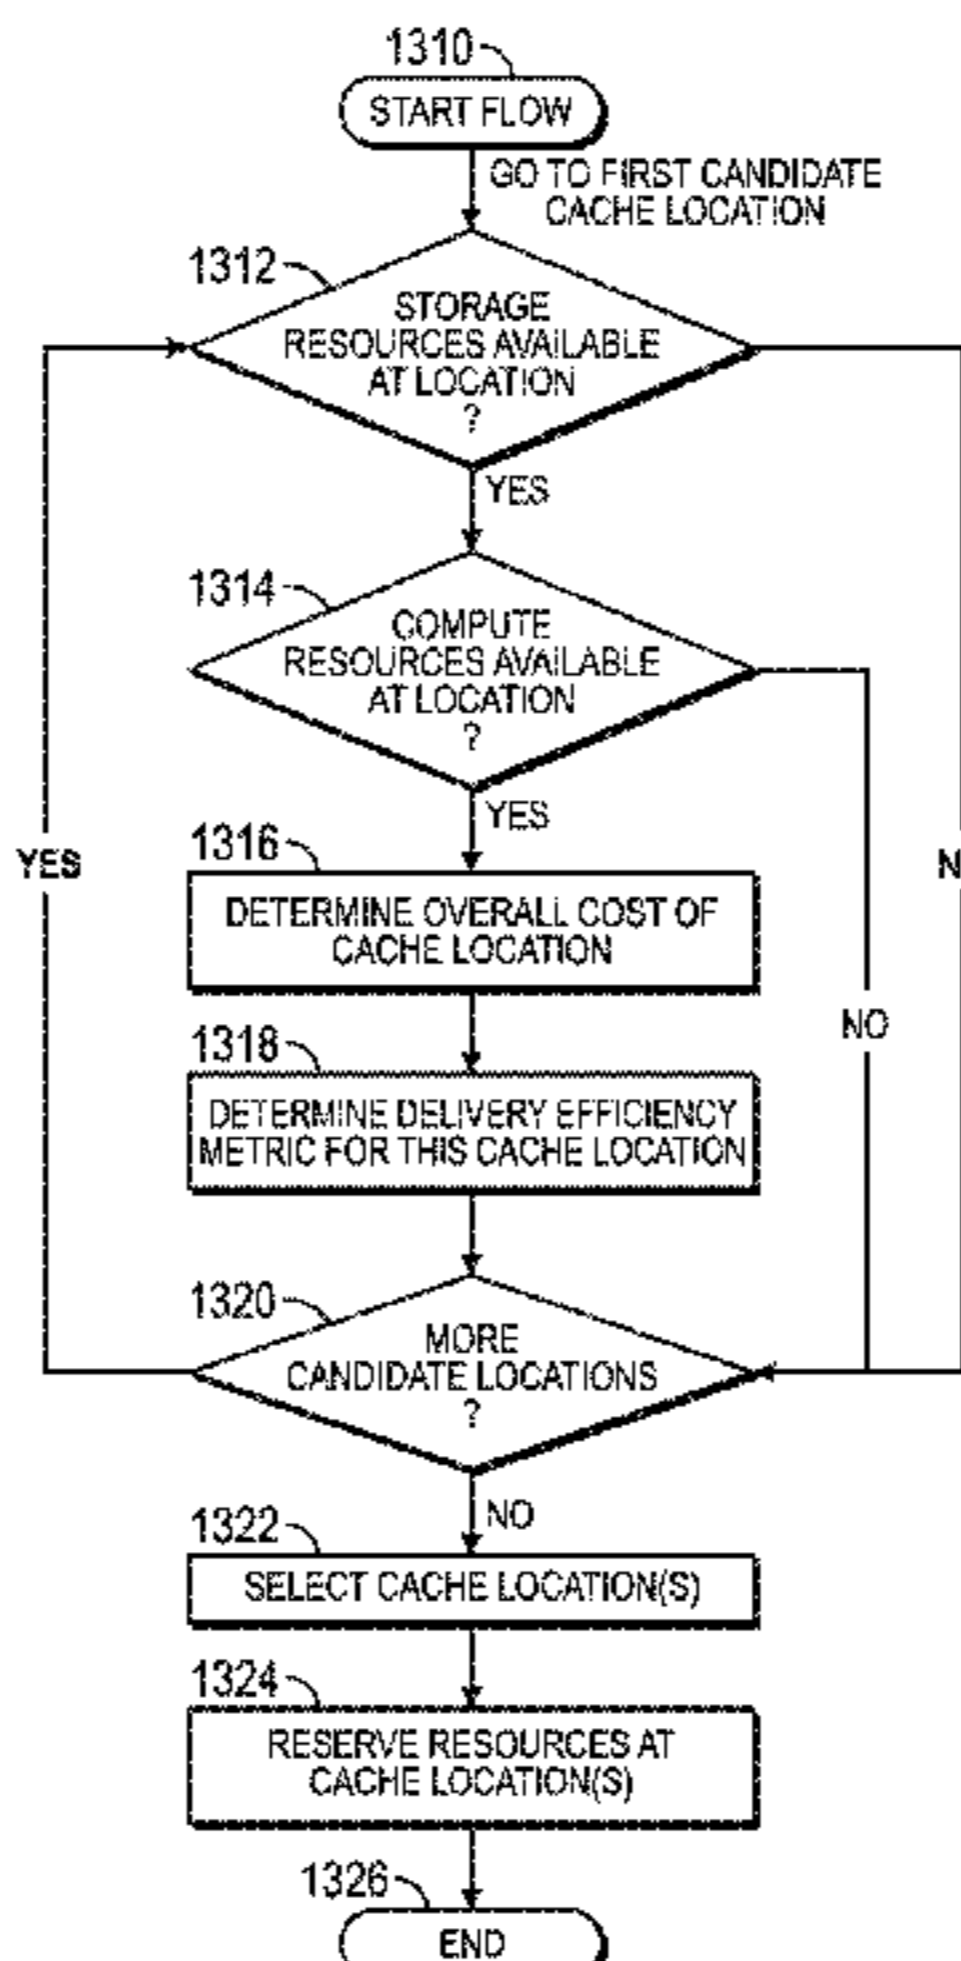 1310
START FLOW
GO TO FIRST CANDIDATE
CACHE LOCATION
1312
STORAGE
RESOURCES AVAILABLE
AT LOCATION
?
YES
1314
COMPUTE
RESOURCES AVAILABLE
AT LOCATION
?
YES
1316
YES
N
DETERMINE OVERALL COST OF
CACHE LOCATION
NO
1318
DETERMINE DELIVERY EFFICIENCY
METRIC FOR THIS CACHE LOCATION
1320
MORE
CANDIDATE LOCATIONS
?
NO
1322
SELECT CACHE LOCATION(S)
1324
RESERVE RESOURCES AT
CACHE LOCATION(S)
1326
END